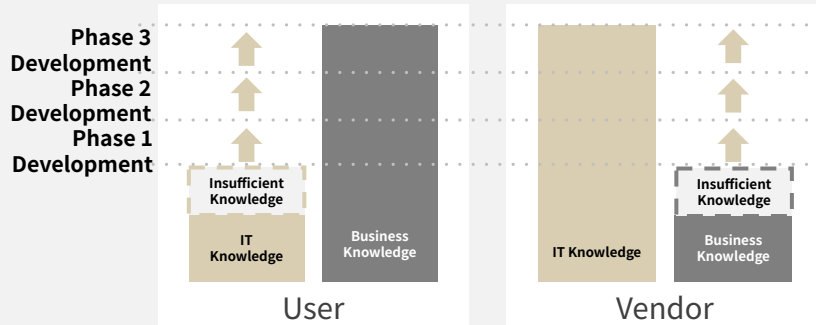 Phase 3
Development
Phase 2
Development
Phase 1
Development
Insufficient
Knowledge
IT
Knowledge
Business
Knowledge
User
IT Knowledge
Insufficient
Knowledge
Business
Knowledge
Vendor